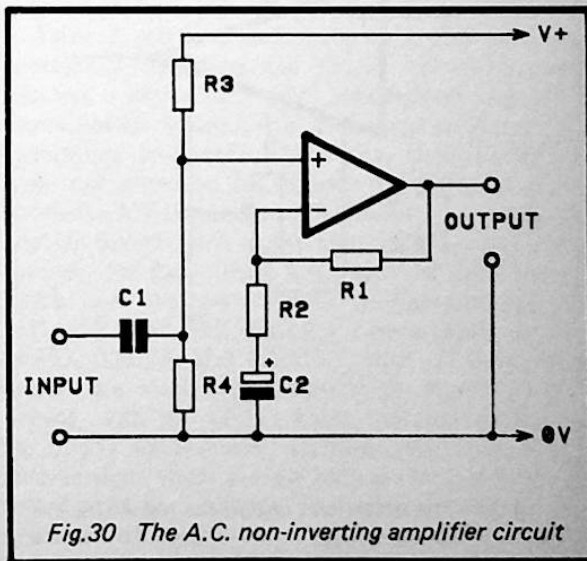 V+
R3
+
−
OUTPUT
R1
C1
R2
+
INPUT
R4
C2
0V
Fig.30 The A.C. non-inverting amplifier circuit